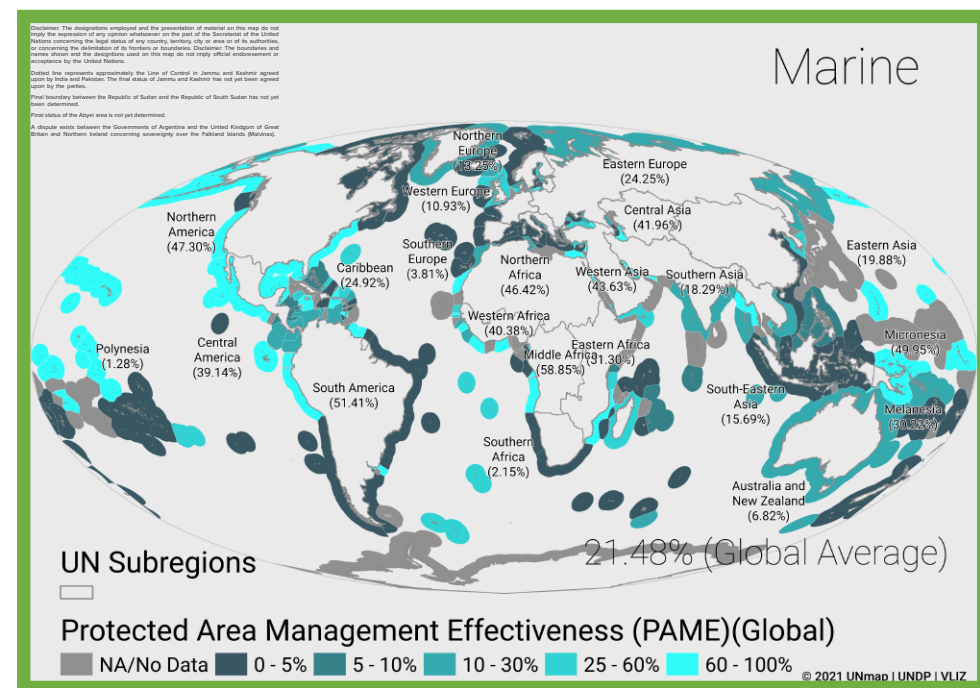 Disclaimer: The designations employed and the presentation of material on this map do not
imply the expression of any opinion whatsoever on the part of the Secretariat of the United
Nations concerning the legal status of any country, territory, city or area or of its authorities,
or concerning the delimitation of its frontiers or boundaries. Disclaimer: The boundaries and
names shown and the designtions used on this map do not imply official endorsement or
acceptance by the United Nations.
Dotted line represents approximately the Line of Control in Jammu and Kashmir agreed
upon by India and Pakistan. The final status of Jammu and Kashmir has not yet been agreed
upon by the parties.
Final boundary between the Republic of Sudan and the Republic of South Sudan has not yet
been determined.
Final status of the Abyei area is not yet determined.
A dispute exists between the Governments of Argentina and the United Kindgom of Great
Britain and Northern Ireland concerning sovereignty over the Falkland Islands (Malvinas).
Marine
Northern
Europe
(13.25%)
Eastern Europe
(24.25%)
Western Europe
(10.93%)
Central Asia
(41.96%)
Northern
America
(47.30%)
Southern
Europe
(3.81%)
Eastern Asia
(19.88%)
Caribbean
(24.92%)
Northern
Africa
(46.42%)
Western Asia
(43.63%)
Southern Asia
(18.29%)
Western Africa
(40.38%)
Micronesia
(49.95%)
Polynesia
(1.28%)
Central
America
(39.14%)
Eastern Africa
(31.30%)
Middle Africa
(58.85%)
South America
(51.41%)
South-Eastern
Asia
(15.69%)
Melanesia
(30.22%)
Southern
Africa
(2.15%)
Australia and
New Zealand
(6.82%)
21.48% (Global Average)
UN Subregions
Protected Area Management Effectiveness (PAME)(Global)
NA/No Data 0 - 5% 5 - 10% 10 - 30% 25 - 60% 60 - 100%
© 2021 UNmap | UNDP | VLIZ